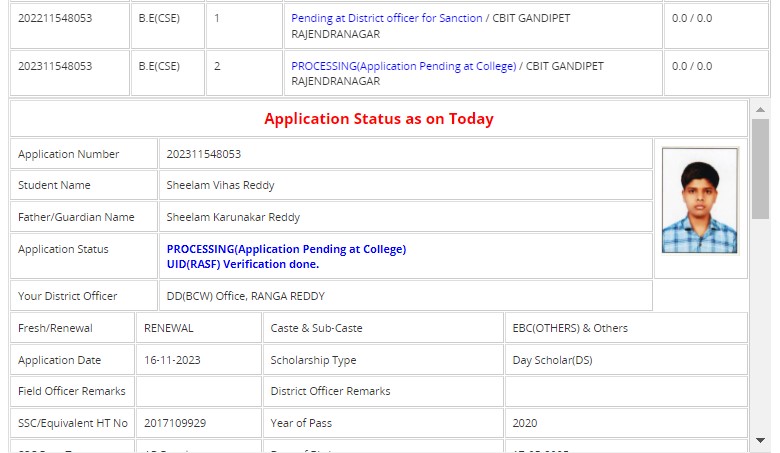 202211548053 B.E(CSE) 1 Pending at District officer for Sanction / CBIT GANDIPET 0.0 / 0.0
RAJENDRANAGAR
202311548053 B.E(CSE) 2 PROCESSING(Application Pending at College) / CBIT GANDIPET 0.0 / 0.0
RAJENDRANAGAR
Application Status as on Today
Application Number 202311548053
Student Name Sheelam Vihas Reddy
Father/Guardian Name Sheelam Karunakar Reddy
Application Status PROCESSING(Application Pending at College)
UID(RASF) Verification done.
Your District Officer DD(BCW) Office, RANGA REDDY
Fresh/Renewal RENEWAL Caste & Sub-Caste EBC(OTHERS) & Others
Application Date 16-11-2023 Scholarship Type Day Scholar(DS)
Field Officer Remarks District Officer Remarks
SSC/Equivalent HT No 2017109929 Year of Pass 2020